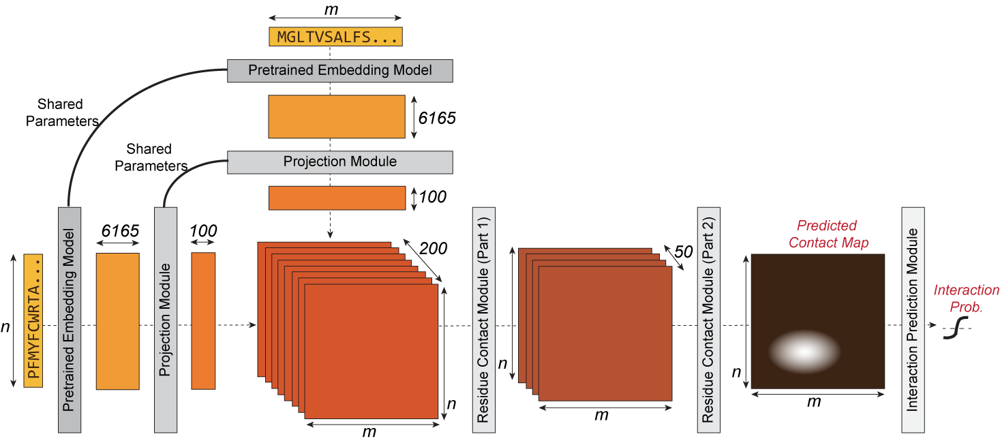 m
MGLTVSALFS...
Pretrained Embedding Model
Shared
Parameters
6165
Shared
Parameters
Projection Module
100
6165
100
200
50
Predicted
Contact Map
Interaction
Prob.
n
PFMYFCWRTA...
Pretrained Embedding Model
Projection Module
n
m
Residue Contact Module (Part 1)
n
m
Residue Contact Module (Part 2)
n
m
Interaction Prediction Module